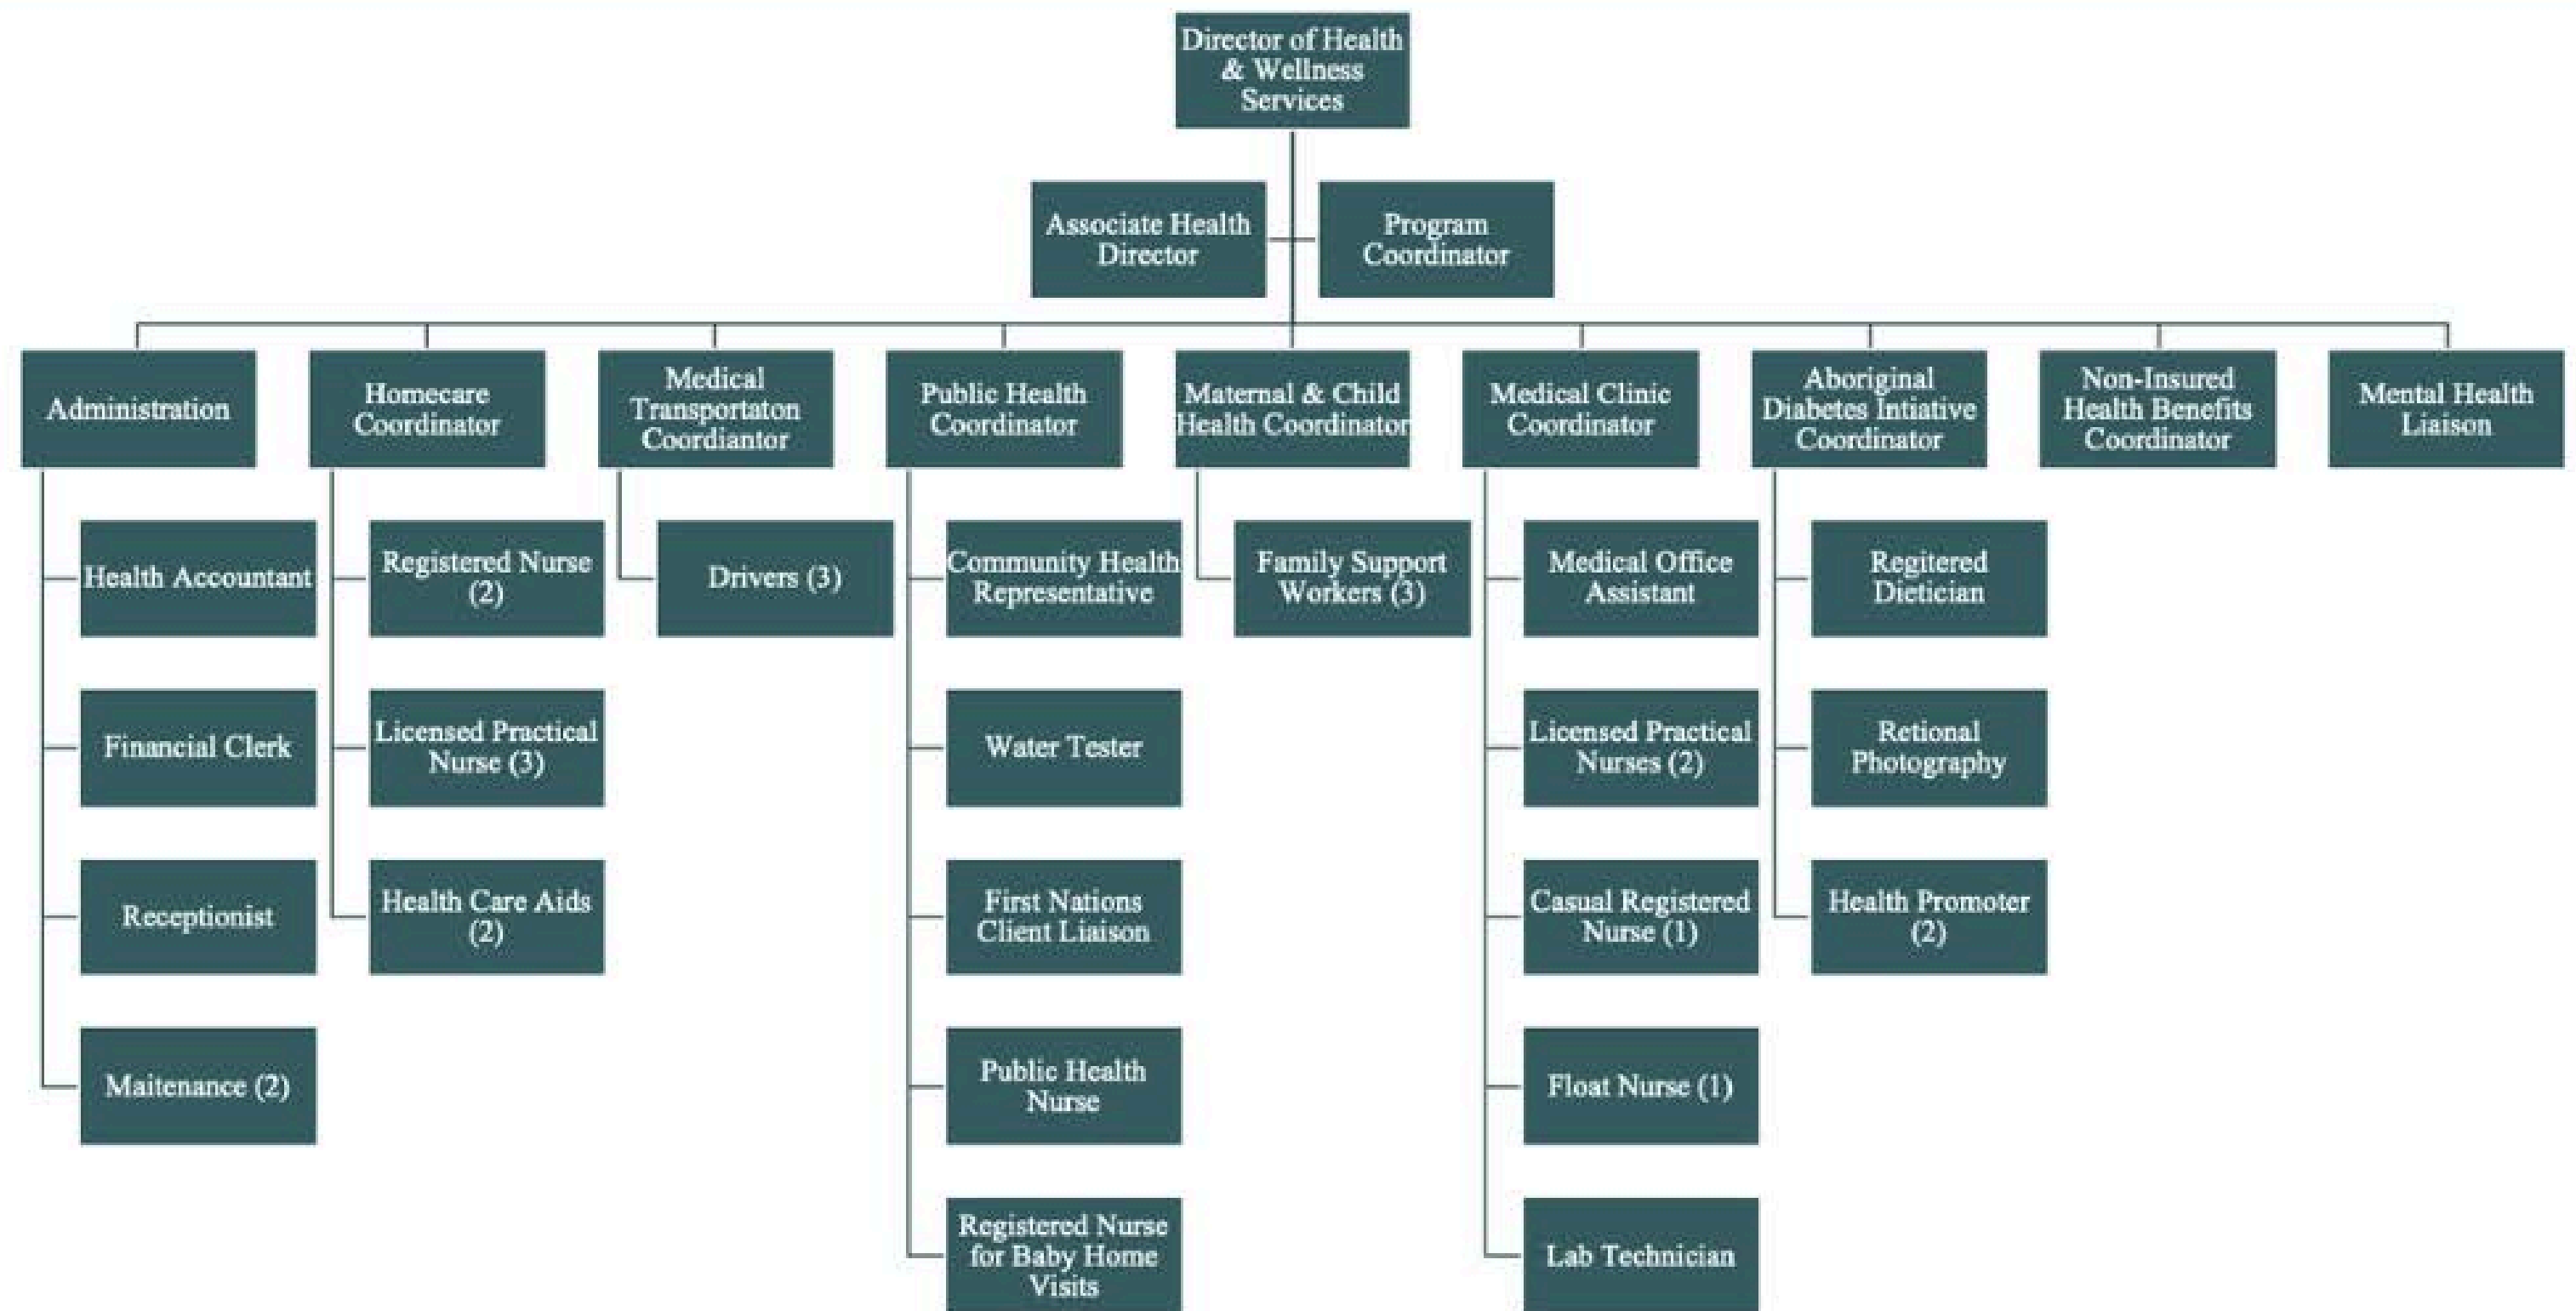 Director of Health
& Wellness
Services
Associate Health
Director
Program
Coordinator
Administration
Homecare
Coordinator
Medical
Transportaton
Coordiantor
Public Health
Coordinator
Maternal & Child
Health Coordinator
Medical Clinic
Coordinator
Aboriginal
Diabetes Intiative
Coordinator
Non-Insured
Health Benefits
Coordinator
Mental Health
Liaison
Health Accountant
Financial Clerk
Receptionist
Maitenance (2)
Registered Nurse
(2)
Licensed Practical
Nurse (3)
Health Care Aids
(2)
Drivers (3)
Community Health
Representative
Water Tester
First Nations
Client Liaison
Public Health
Nurse
Registered Nurse
for Baby Home
Visits
Family Support
Workers (3)
Medical Office
Assistant
Licensed Practical
Nurses (2)
Casual Registered
Nurse (1)
Float Nurse (1)
Lab Technician
Regitered
Dietician
Retional
Photography
Health Promoter
(2)